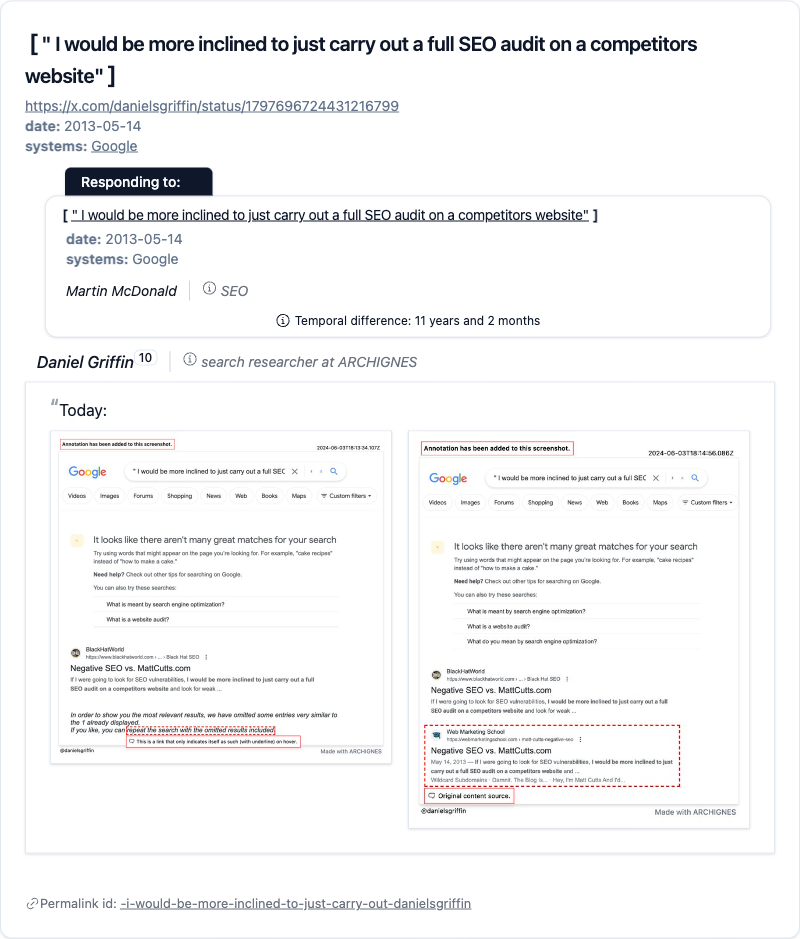 [ " I would be more inclined to just carry out a full SEO audit on a competitors
website" ]
https://x.com/danielsgriffin/status/1797696724431216799
date: 2013-05-14
systems: Google
Responding to:
[ " I would be more inclined to just carry out a full SEO audit on a competitors website" ]
date: 2013-05-14
systems: Google
Martin McDonald
SEO
Temporal difference: 11 years and 2 months
Daniel Griffin 10
search researcher at ARCHIGNES
“Today:
Annotation has been added to this screenshot.
2024-06-03T18:13:34.107Z
Google
" I would be more inclined to just carry out a full SEC
Videos Images Forums Shopping News Web Books Maps Custom filters
It looks like there aren't many great matches for your search
Try using words that might appear on the page you're looking for. For example, "cake recipes"
instead of "how to make a cake."
Need help? Check out other tips for searching on Google.
You can also try these searches:
What is meant by search engine optimization?
What is a website audit?
BlackHatWorld
https://www.blackhatworld.com › ... › Black Hat SEO
Negative SEO vs. MattCutts.com
If I were going to look for SEO vulnerabilities, I would be more inclined to just carry out a full
SEO audit on a competitors website and look for weak ...
In order to show you the most relevant results, we have omitted some entries very similar to
the 1 already displayed.
If you like, you can repeat the search with the omitted results included.
This is a link that only indicates itself as such (with underline) on hover.
@danielsgriffin
Made with ARCHIGNES
Annotation has been added to this screenshot.
2024-06-03T18:14:56.086Z
Google
" I would be more inclined to just carry out a full SEC
Videos Images Forums Shopping News Web Books Maps Custom filters
It looks like there aren't many great matches for your search
Try using words that might appear on the page you're looking for. For example, "cake recipes"
instead of "how to make a cake."
Need help? Check out other tips for searching on Google.
You can also try these searches:
What is meant by search engine optimization?
What is a website audit?
What do you mean by search engine optimization?
BlackHatWorld
https://www.blackhatworld.com › ... › Black Hat SEO
Negative SEO vs. MattCutts.com
If I were going to look for SEO vulnerabilities, I would be more inclined to just carry out a full
SEO audit on a competitors website and look for weak ...
Web Marketing School
https://webmarketingschool.com › matt-cutts-negative-seo
Negative SEO vs. MattCutts.com
May 14, 2013 — If I were going to look for SEO vulnerabilities, I would be more inclined to just
carry out a full SEO audit on a competitors website and ...
Wildcard Subdomains · Damnit. The Blog is... · Hey, I'm Matt Cutts And I'd...
Original content source.
@danielsgriffin
Made with ARCHIGNES
Permalink id: -i-would-be-more-inclined-to-just-carry-out-danielsgriffin